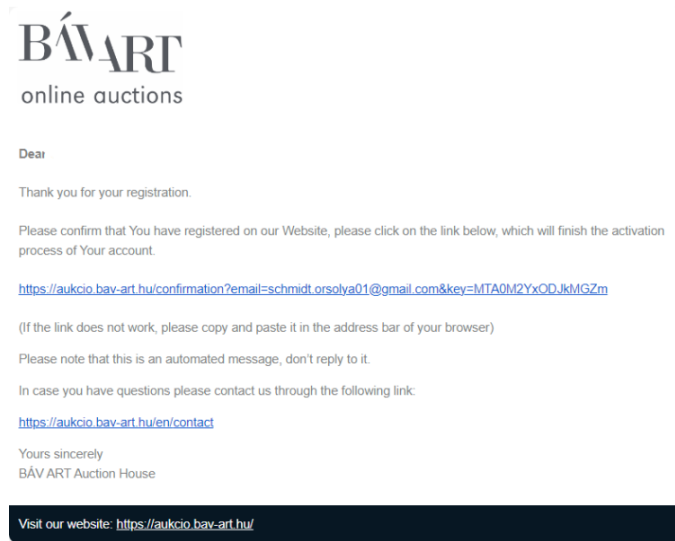 BÁV ART
online auctions
Dear
Thank you for your registration.
Please confirm that You have registered on our Website, please click on the link below, which will finish the activation
process of Your account.
https://aukcio.bav-art.hu/confirmation?email=schmidt.orsolya01@gmail.com&key=MTA0M2YxODJkMGZm
(If the link does not work, please copy and paste it in the address bar of your browser)
Please note that this is an automated message, don't reply to it.
In case you have questions please contact us through the following link:
https://aukcio.bav-art.hu/en/contact
Yours sincerely
BÁV ART Auction House
Visit our website: https://aukcio.bav-art.hu/